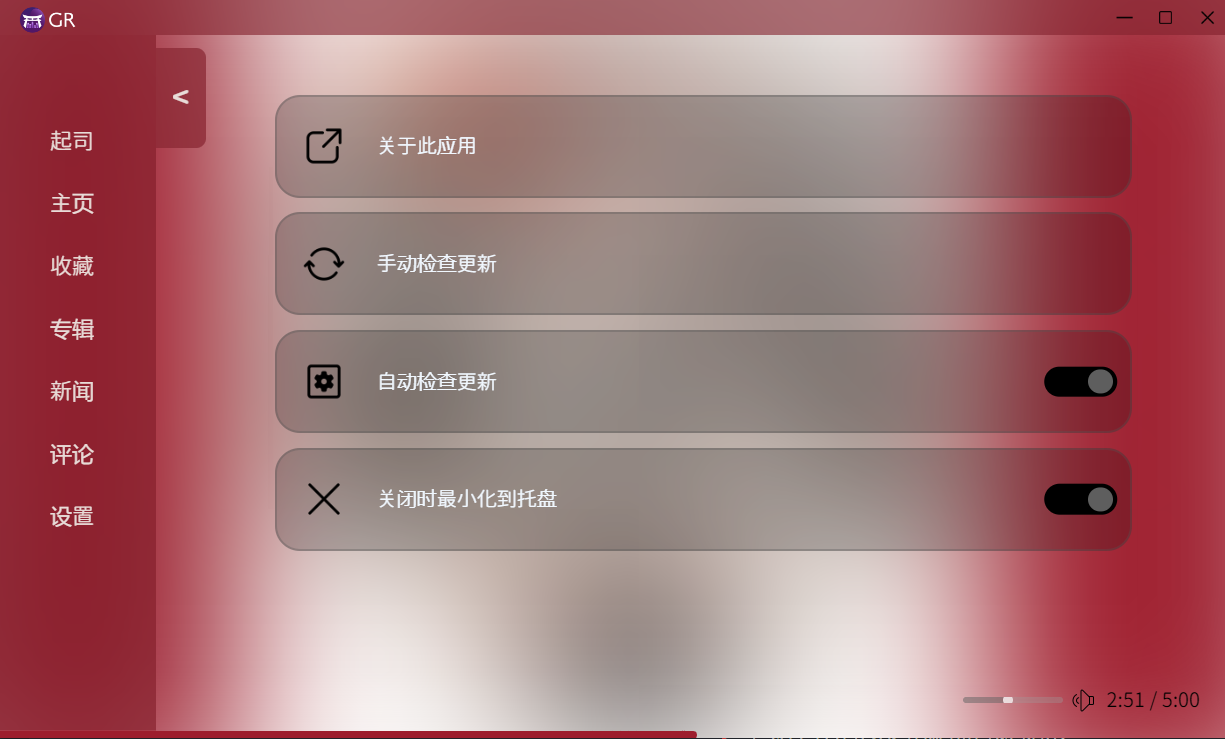 GR
<
起司
主页
收藏
专辑
新闻
评论
设置
关于此应用
手动检查更新
自动检查更新
关闭时最小化到托盘
2:51 / 5:00